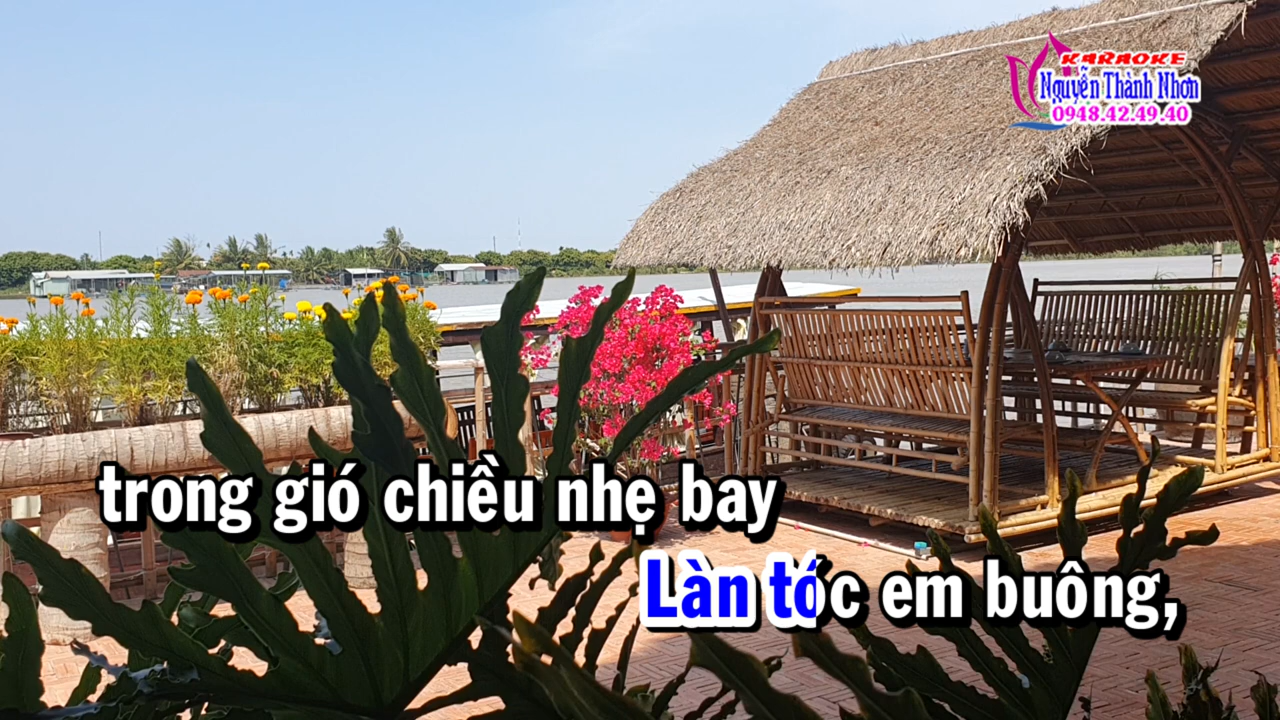 KARAOKE
Nguyễn Thành Nhơn
0948.42.49.40
trong gió chiều nhẹ bay
Làn tóc em buông,